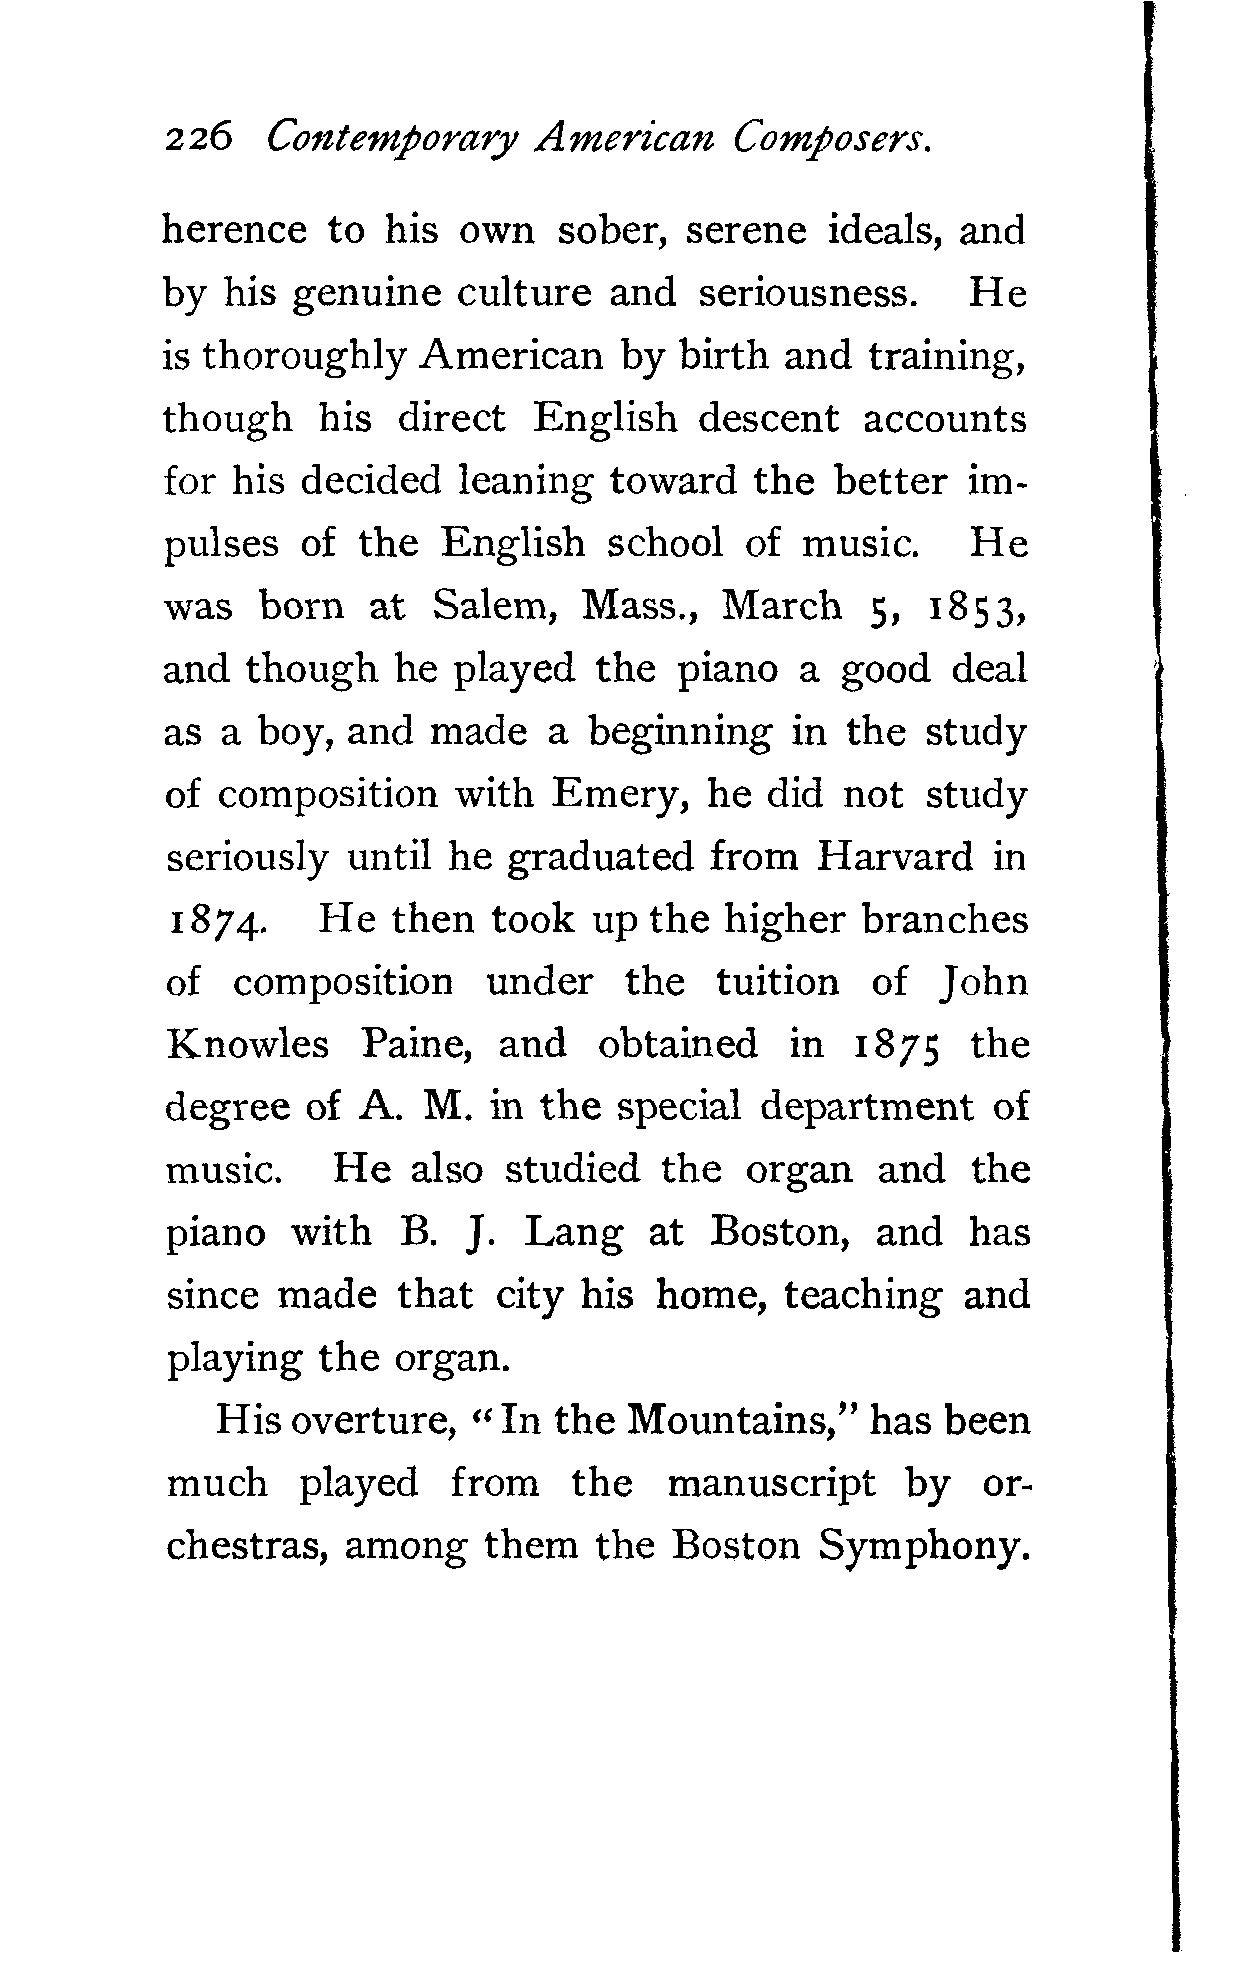 226 Contemporary American Composers.
herence to his own sober, serene ideals, and
by his genuine culture and seriousness. He
is thoroughly American by birth and training,
though his direct English descent accounts
for his decided leaning toward the better im-
pulses of the English school of music. He
was born at Salem, Mass., March 5, 1853,
and though he played the piano a good deal
as a boy, and made a beginning in the study
of composition with Emery, he did not study
seriously until he graduated from Harvard in
1874. He then took up the higher branches
of composition under the tuition of John
Knowles Paine, and obtained in 1875 the
degree of A. M. in the special department of
music. He also studied the organ and the
piano with B. J. Lang at Boston, and has
since made that city his home, teaching and
playing the organ.
His overture, “In the Mountains,” has been
much played from the manuscript by or-
chestras, among them the Boston Symphony.